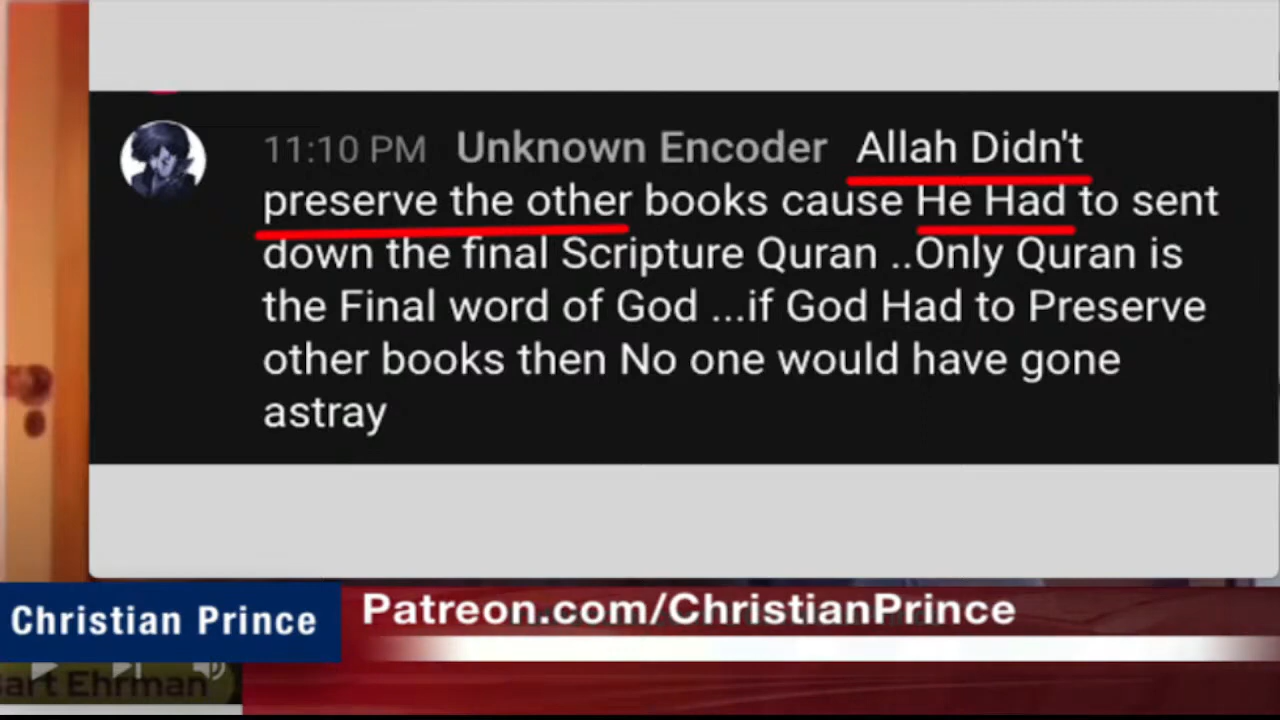 11:10 PM Unknown Encoder Allah Didn't
preserve the other books cause He Had to sent
down the final Scripture Quran ..Only Quran is
the Final word of God ...if God Had to Preserve
other books then No one would have gone
astray
Christian Prince
Patreon.com/ChristianPrince
Bart Ehrman